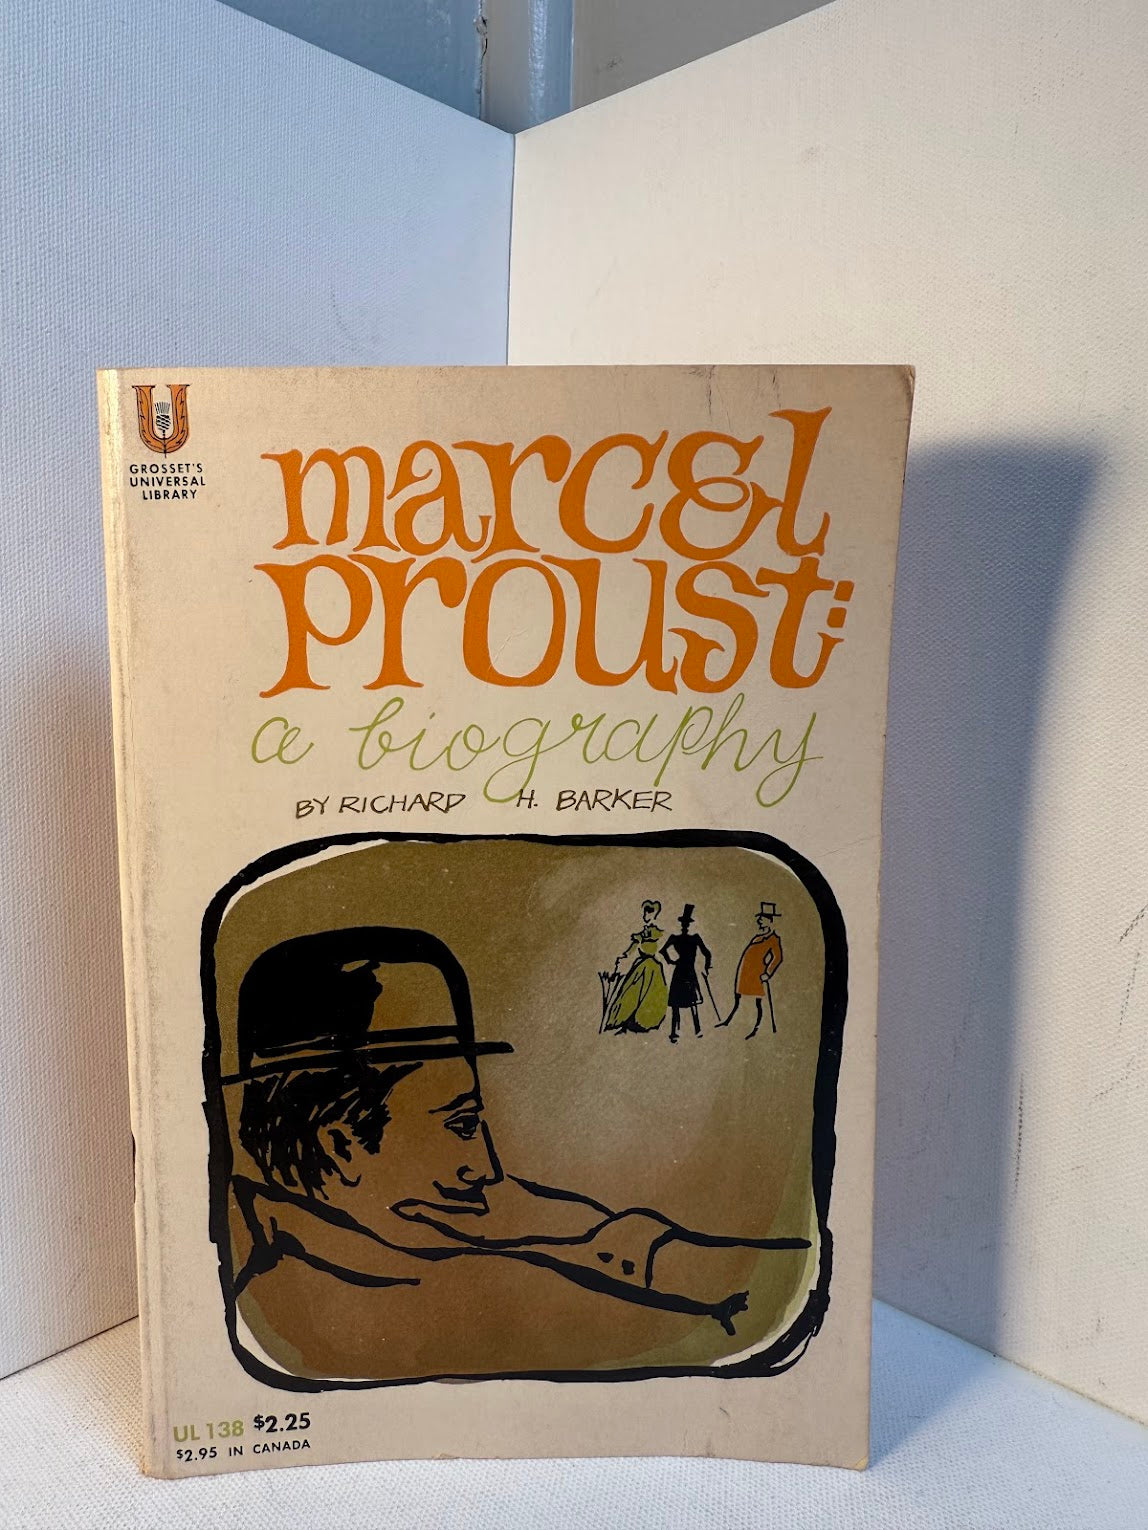 U
GROSSET'S
UNIVERSAL
LIBRARY
marcel
PROUST:
a biography
BY RICHARD H. BARKER
UL 138 $2.25
$2.95 IN CANADA